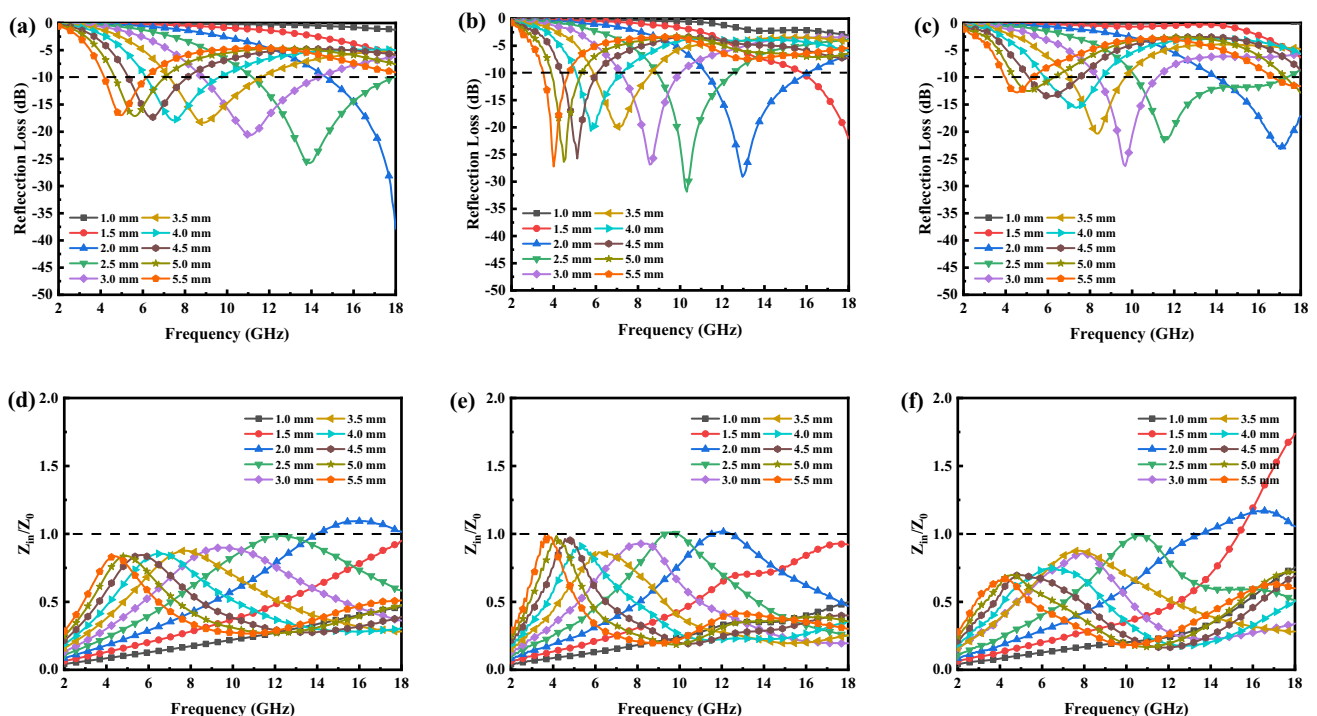 (a)
Reflecction Loss (dB)
0
-5
-10
-15
-20
-25
-30
-35
-40
-45
-50
1.0 mm 3.5 mm
1.5 mm 4.0 mm
2.0 mm 4.5 mm
2.5 mm 5.0 mm
3.0 mm 5.5 mm
2 4 6 8 10 12 14 16 18
Frequency (GHz)
(b)
Reflecction Loss (dB)
0
-5
-10
-15
-20
-25
-30
-35
-40
-45
-50
1.0 mm 3.5 mm
1.5 mm 4.0 mm
2.0 mm 4.5 mm
2.5 mm 5.0 mm
3.0 mm 5.5 mm
2 4 6 8 10 12 14 16 18
Frequency (GHz)
(c)
Reflecction Loss (dB)
0
-5
-10
-15
-20
-25
-30
-35
-40
-45
-50
1.0 mm 3.5 mm
1.5 mm 4.0 mm
2.0 mm 4.5 mm
2.5 mm 5.0 mm
3.0 mm 5.5 mm
2 4 6 8 10 12 14 16 18
Frequency (GHz)
(d)
Zin/Z0
2.0
1.5
1.0
0.5
0.0
1.0 mm 3.5 mm
1.5 mm 4.0 mm
2.0 mm 4.5 mm
2.5 mm 5.0 mm
3.0 mm 5.5 mm
2 4 6 8 10 12 14 16 18
Frequency (GHz)
(e)
Zin/Z0
2.0
1.5
1.0
0.5
0.0
1.0 mm 3.5 mm
1.5 mm 4.0 mm
2.0 mm 4.5 mm
2.5 mm 5.0 mm
3.0 mm 5.5 mm
2 4 6 8 10 12 14 16 18
Frequency (GHz)
(f)
Zin/Z0
2.0
1.5
1.0
0.5
0.0
1.0 mm 3.5 mm
1.5 mm 4.0 mm
2.0 mm 4.5 mm
2.5 mm 5.0 mm
3.0 mm 5.5 mm
2 4 6 8 10 12 14 16 18
Frequency (GHz)